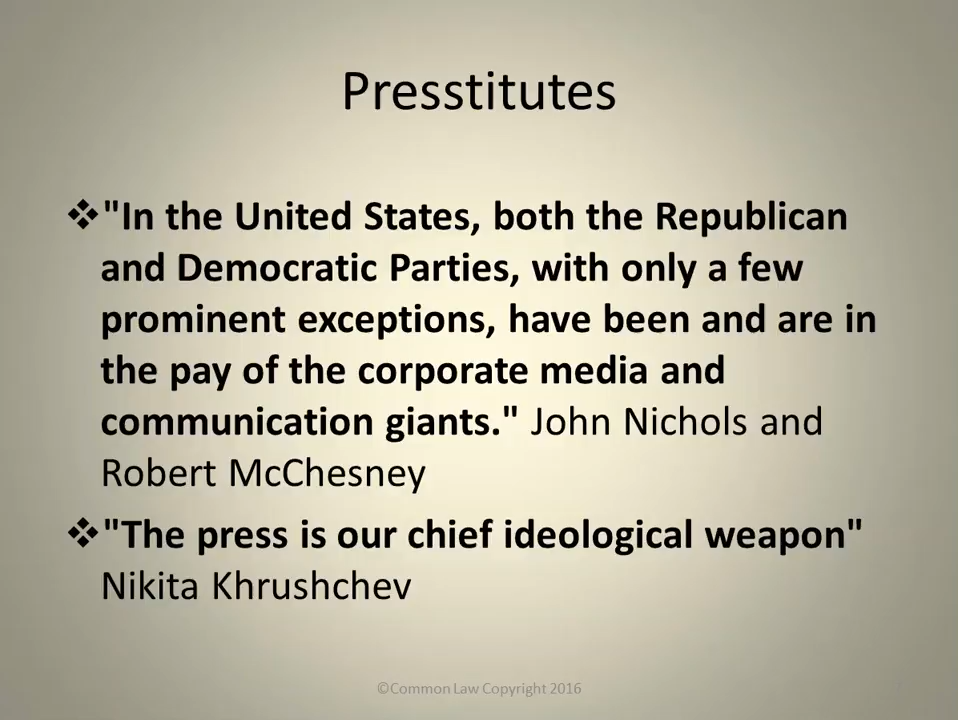 Presstitutes
❖"In the United States, both the Republican
and Democratic Parties, with only a few
prominent exceptions, have been and are in
the pay of the corporate media and
communication giants." John Nichols and
Robert McChesney
❖"The press is our chief ideological weapon"
Nikita Khrushchev
©Common Law Copyright 2016